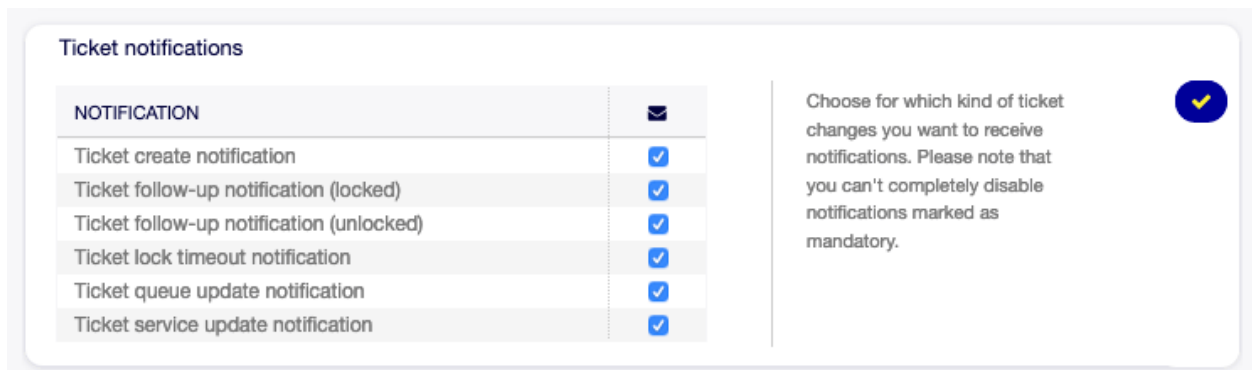 Ticket notifications
NOTIFICATION
Ticket create notification
Ticket follow-up notification (locked)
Ticket follow-up notification (unlocked)
Ticket lock timeout notification
Ticket queue update notification
Ticket service update notification
Choose for which kind of ticket
changes you want to receive
notifications. Please note that
you can't completely disable
notifications marked as
mandatory.